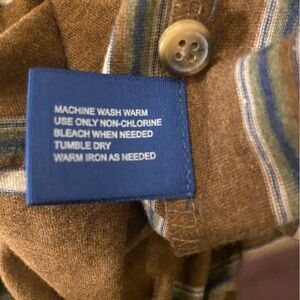 MACHINE WASH WARM
USE ONLY NON-CHLORINE
BLEACH WHEN NEEDED
TUMBLE DRY
WARM IRON AS NEEDED